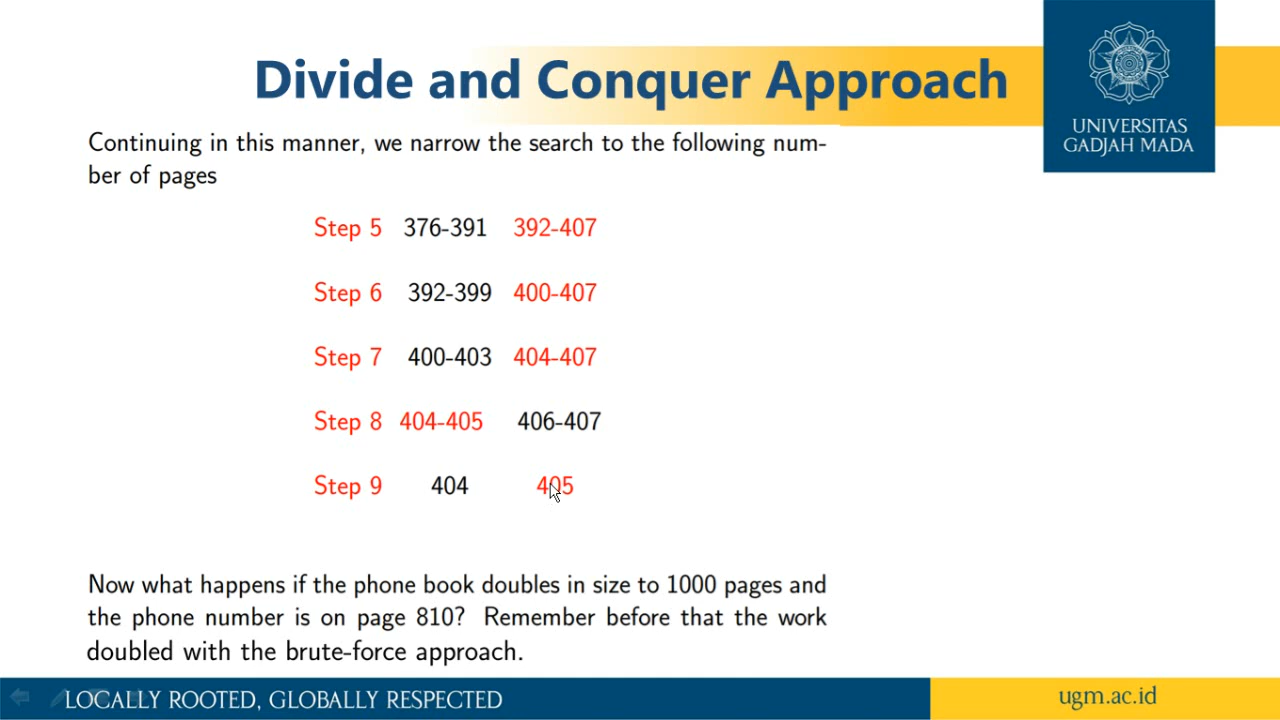 Divide and Conquer Approach
UNIVERSITAS
GADJAH MADA
Continuing in this manner, we narrow the search to the following num-
ber of pages
Step 5 376-391 392-407
Step 6 392-399 400-407
Step 7 400-403 404-407
Step 8 404-405 406-407
Step 9 404 405
Now what happens if the phone book doubles in size to 1000 pages and
the phone number is on page 810? Remember before that the work
doubled with the brute-force approach.
LOCALLY ROOTED, GLOBALLY RESPECTED
ugm.ac.id